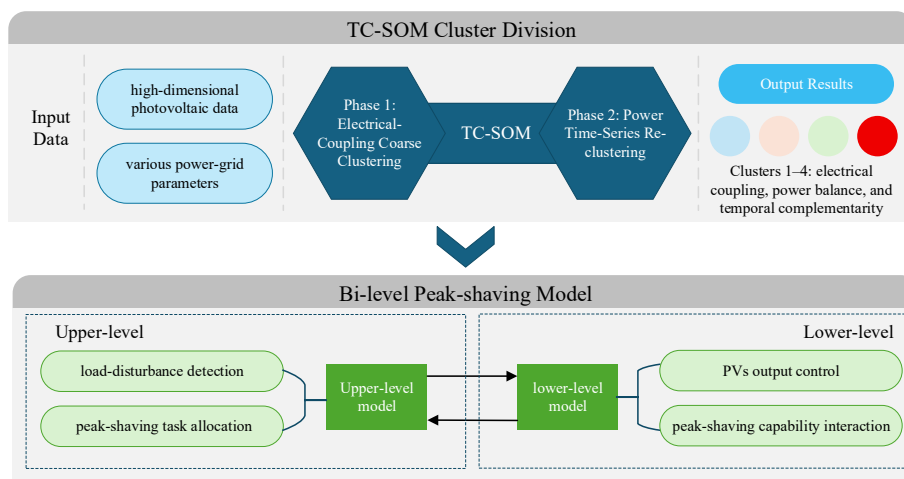 TC-SOM Cluster Division
Input
Data
high-dimensional
photovoltaic data
various power-grid
parameters
Phase 1:
Electrical-
Coupling Coarse
Clustering
TC-SOM
Phase 2: Power
Time-Series Re-
clustering
Output Results
Clusters 1–4: electrical
coupling, power balance, and
temporal complementarity
Bi-level Peak-shaving Model
Upper-level
load-disturbance detection
peak-shaving task allocation
Upper-level
model
lower-level
model
Lower-level
PVs output control
peak-shaving capability interaction